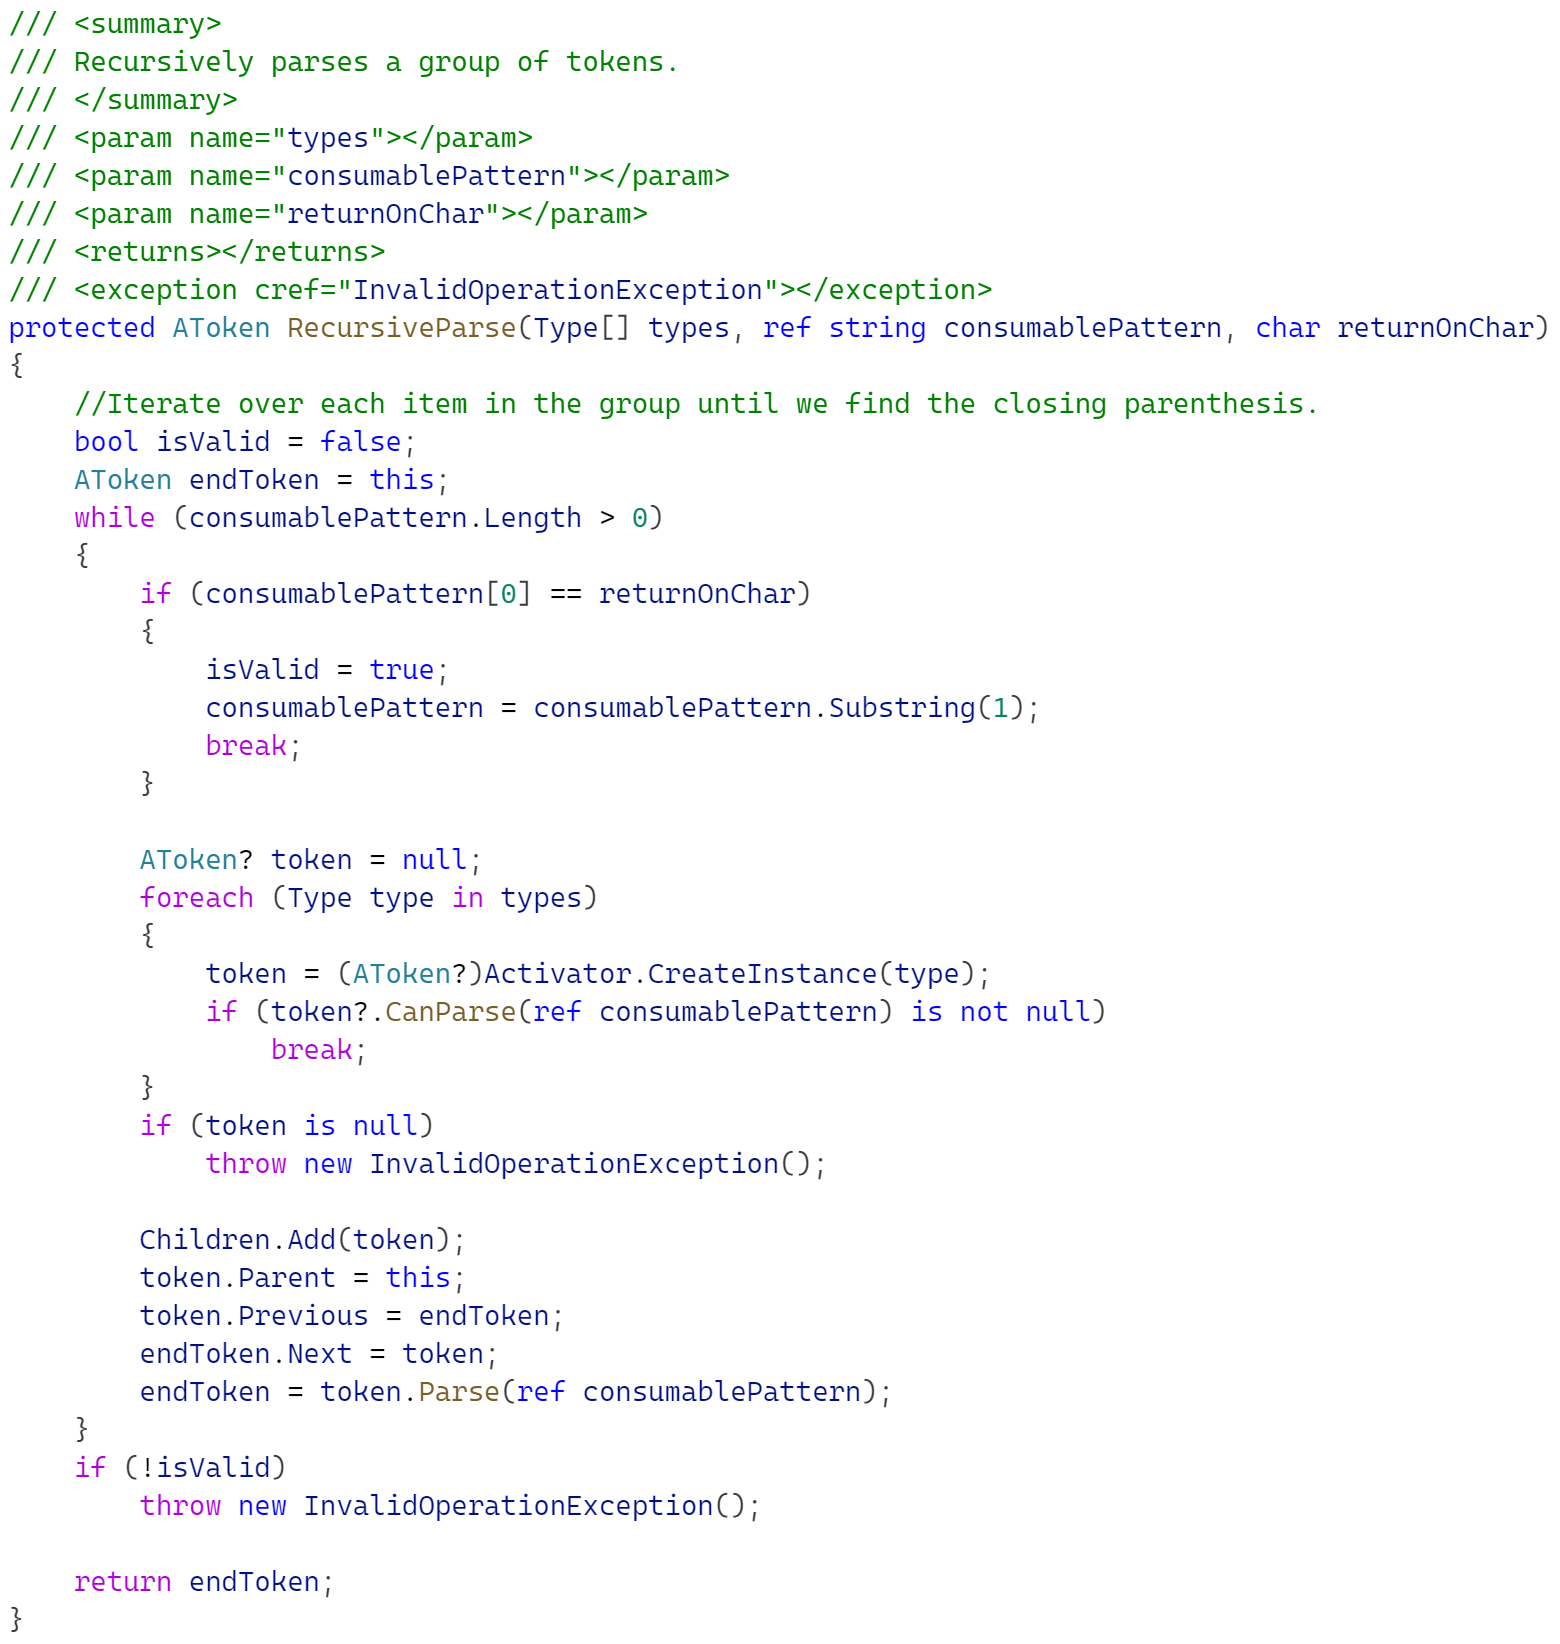 /// <summary>
/// Recursively parses a group of tokens.
/// </summary>
/// <param name="types"></param>
/// <param name="consumablePattern"></param>
/// <param name="returnOnChar"></param>
/// <returns></returns>
/// <exception cref="InvalidOperationException"></exception>
protected AToken RecursiveParse(Type[] types, ref string consumablePattern, char returnOnChar)
{
    //Iterate over each item in the group until we find the closing parenthesis.
    bool isValid = false;
    AToken endToken = this;
    while (consumablePattern.Length > 0)
    {
        if (consumablePattern[0] == returnOnChar)
        {
            isValid = true;
            consumablePattern = consumablePattern.Substring(1);
            break;
        }

        AToken? token = null;
        foreach (Type type in types)
        {
            token = (AToken?)Activator.CreateInstance(type);
            if (token?.CanParse(ref consumablePattern) is not null)
                break;
        }
        if (token is null)
            throw new InvalidOperationException();

        Children.Add(token);
        token.Parent = this;
        token.Previous = endToken;
        endToken.Next = token;
        endToken = token.Parse(ref consumablePattern);
    }
    if (!isValid)
        throw new InvalidOperationException();

    return endToken;
}